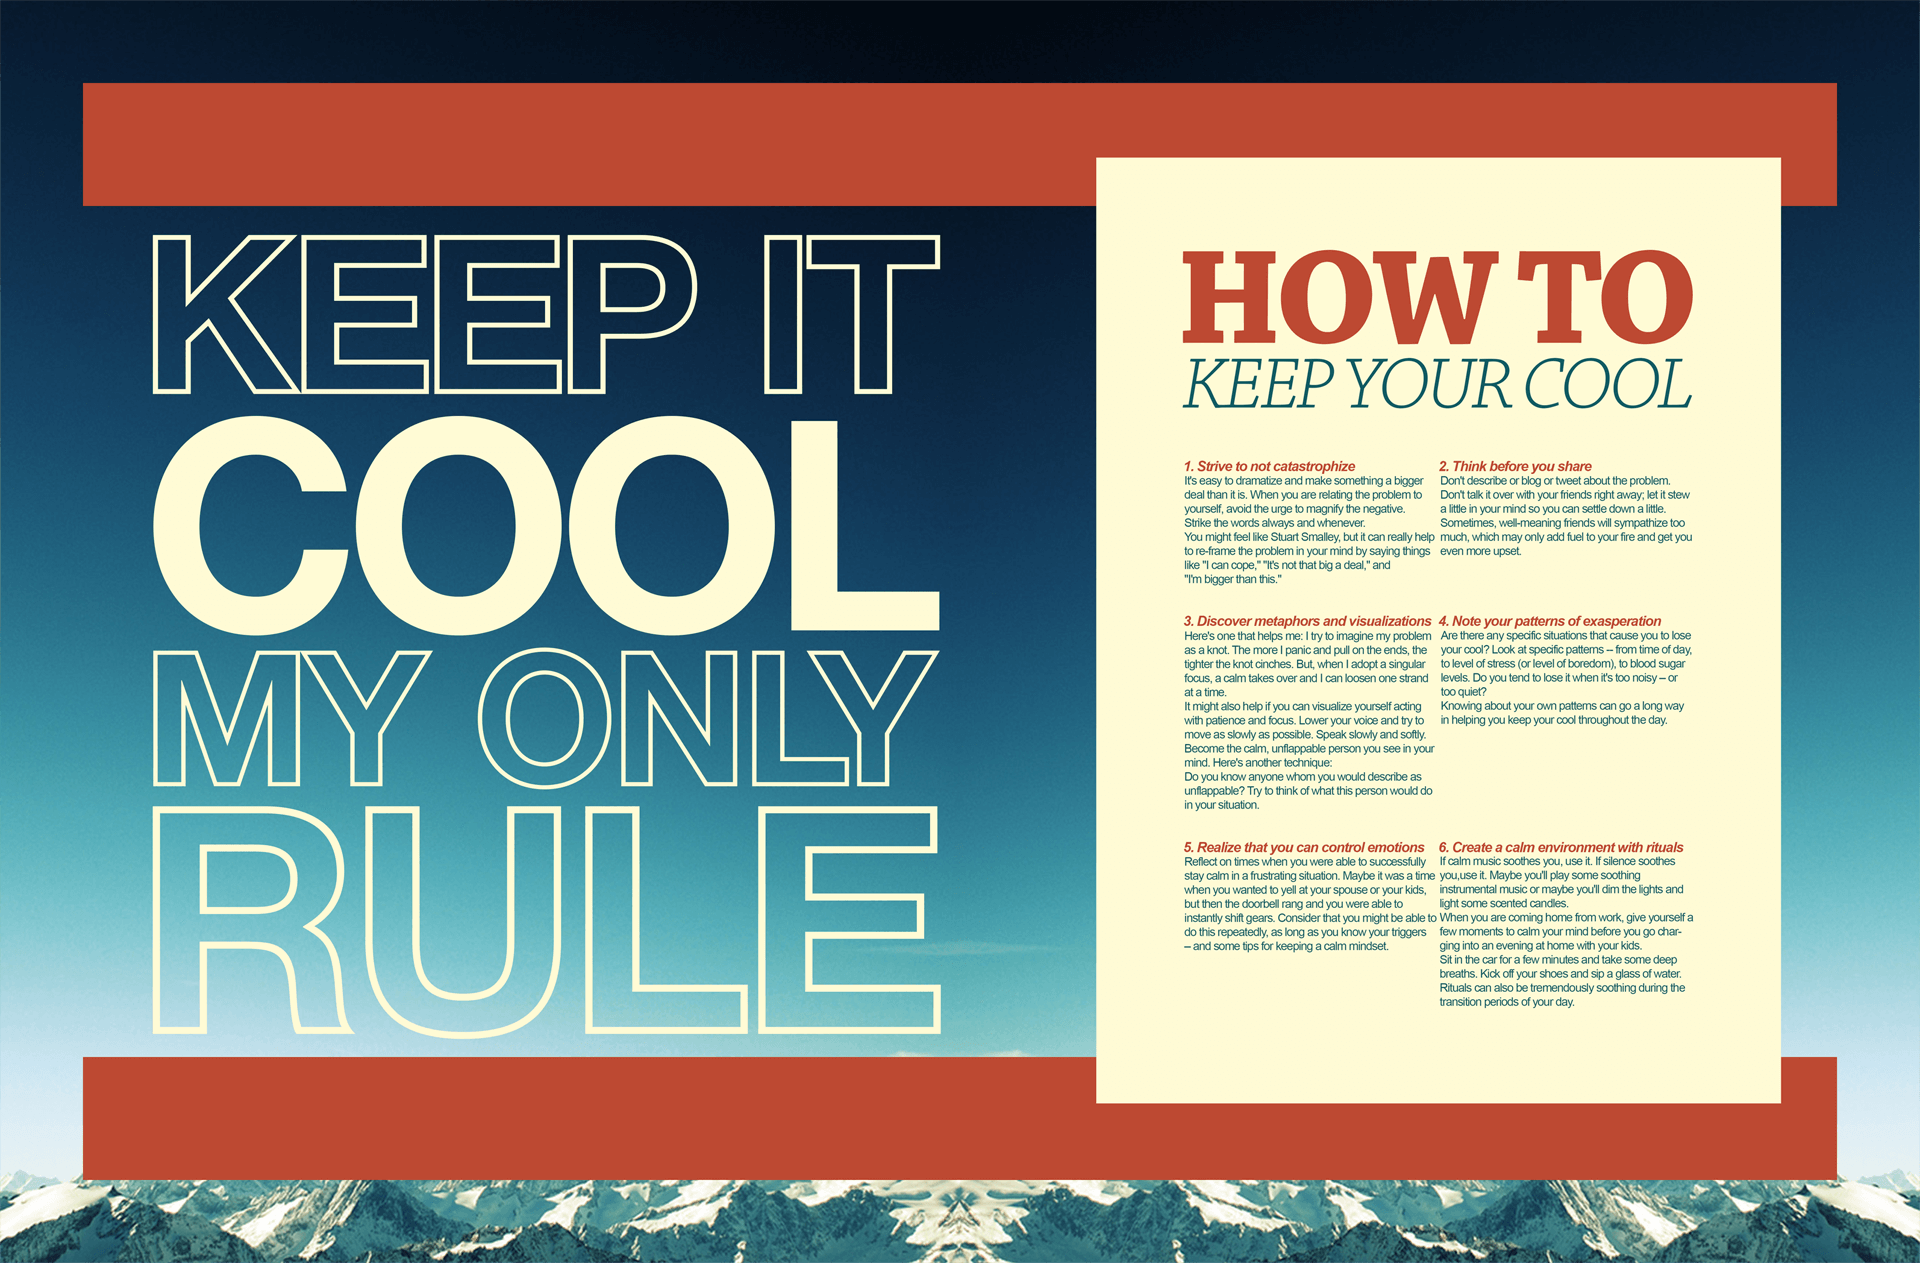 KEEP IT
COOL
MY ONLY
RULE
HOW TO
KEEP YOUR COOL
1. Strive to not catastrophize
It's easy to dramatize and make something a bigger
deal than it is. When you are relating the problem to
yourself, avoid the urge to magnify the negative.
Strike the words always and whenever.
You might feel like Stuart Smalley, but it can really help
to re-frame the problem in your mind by saying things
like "I can cope," "It's not that big a deal," and
"I'm bigger than this."
2. Think before you share
Don't describe or blog or tweet about the problem.
Don't talk it over with your friends right away; let it stew
a little in your mind so you can settle down a little.
Sometimes, well-meaning friends will sympathize too
much, which may only add fuel to your fire and get you
even more upset.
3. Discover metaphors and visualizations
Here's one that helps me: I try to imagine my problem
as a knot. The more I panic and pull on the ends, the
tighter the knot cinches. But, when I adopt a singular
focus, a calm takes over and I can loosen one strand
at a time.
It might also help if you can visualize yourself acting
with patience and focus. Lower your voice and try to
move as slowly as possible. Speak slowly and softly.
Become the calm, unflappable person you see in your
mind. Here's another technique:
Do you know anyone whom you would describe as
unflappable? Try to think of what this person would do
in your situation.
4. Note your patterns of exasperation
Are there any specific situations that cause you to lose
your cool? Look at specific patterns – from time of day,
to level of stress (or level of boredom), to blood sugar
levels. Do you tend to lose it when it's too noisy – or
too quiet?
Knowing about your own patterns can go a long way
in helping you keep your cool throughout the day.
5. Realize that you can control emotions
Reflect on times when you were able to successfully
stay calm in a frustrating situation. Maybe it was a time
when you wanted to yell at your spouse or your kids,
but then the doorbell rang and you were able to
instantly shift gears. Consider that you might be able to
do this repeatedly, as long as you know your triggers
– and some tips for keeping a calm mindset.
6. Create a calm environment with rituals
If calm music soothes you, use it. If silence soothes
you,use it. Maybe you'll play some soothing
instrumental music or maybe you'll dim the lights and
light some scented candles.
When you are coming home from work, give yourself a
few moments to calm your mind before you go char-
ging into an evening at home with your kids.
Sit in the car for a few minutes and take some deep
breaths. Kick off your shoes and sip a glass of water.
Rituals can also be tremendously soothing during the
transition periods of your day.